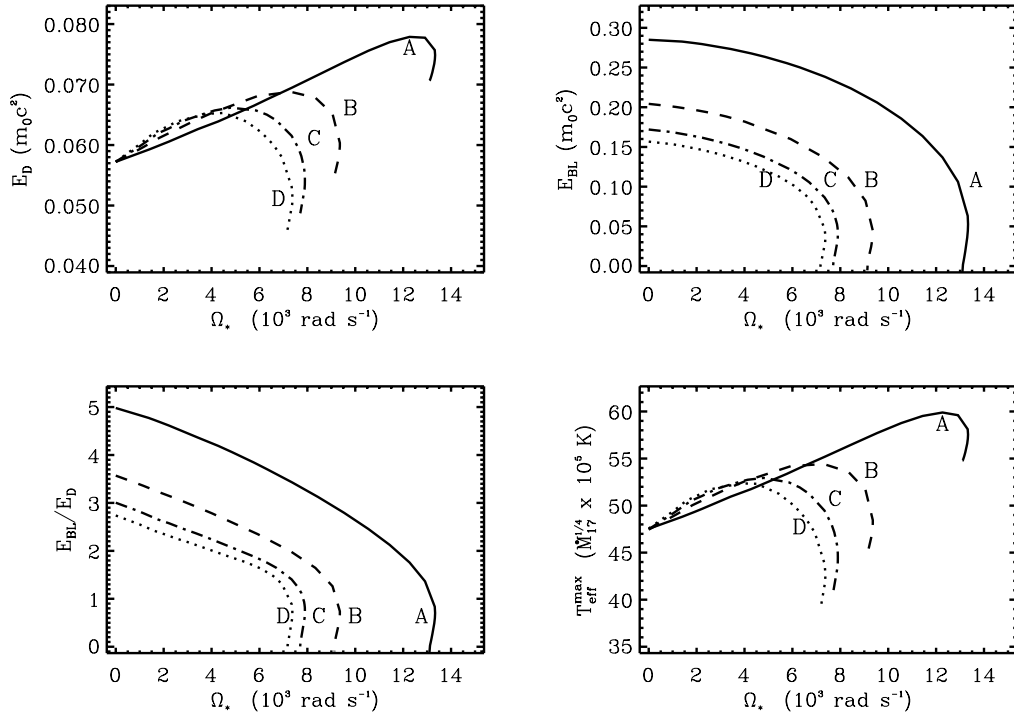 0.080
0.070
0.060
0.050
0.040
E_D (m_0c^2)
A
B
C
D
0 2 4 6 8 10 12 14
Ω_* (10^3 rad s^-1)
0.30
0.25
0.20
0.15
0.10
0.05
0.00
E_BL (m_0c^2)
D C B A
0 2 4 6 8 10 12 14
Ω_* (10^3 rad s^-1)
5
4
3
2
1
0
E_BL/E_D
D C B A
0 2 4 6 8 10 12 14
Ω_* (10^3 rad s^-1)
60
55
50
45
40
35
T_eff^max (Ṁ_17^1/4 x 10^5 K)
A
B
C
D
0 2 4 6 8 10 12 14
Ω_* (10^3 rad s^-1)